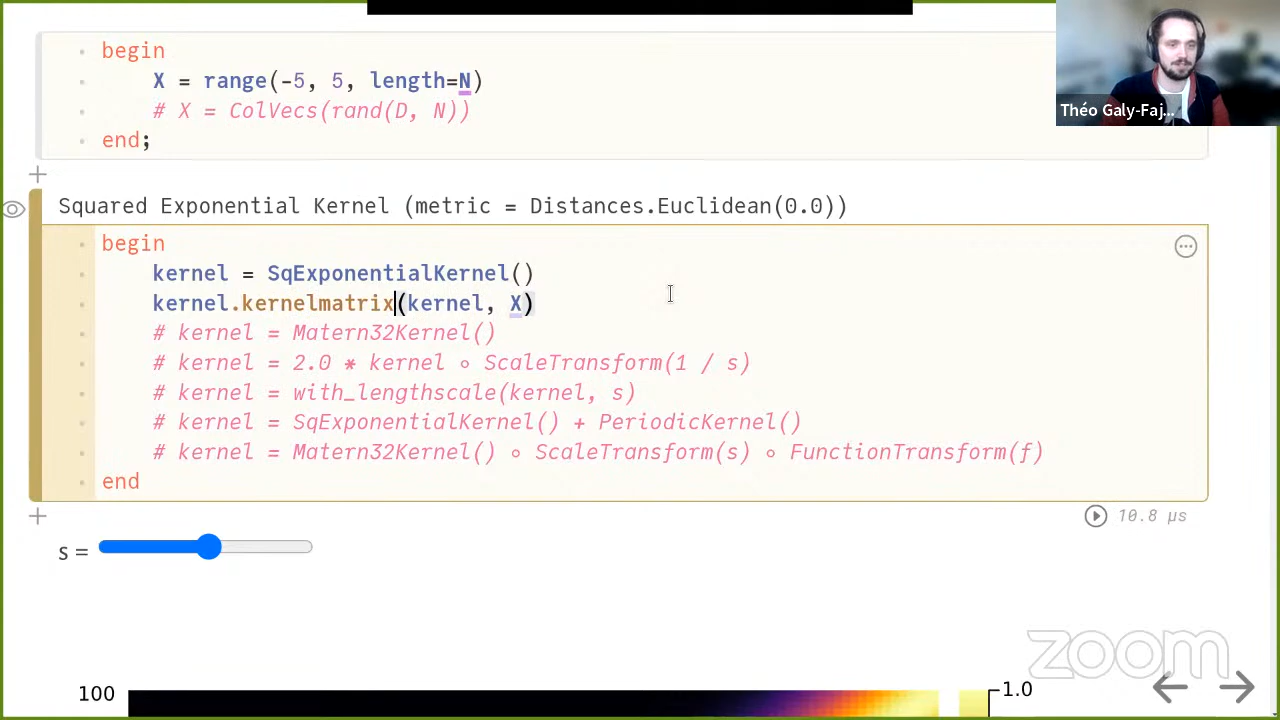 begin
X = range(-5, 5, length=N)
# X = ColVecs(rand(D, N))
end;
Théo Galy-Faj...
Squared Exponential Kernel (metric = Distances.Euclidean(0.0))
begin
kernel = SqExponentialKernel()
kernel.kernelmatrix(kernel, X)
# kernel = Matern32Kernel()
# kernel = 2.0 * kernel ∘ ScaleTransform(1 / s)
# kernel = with_lengthscale(kernel, s)
# kernel = SqExponentialKernel() + PeriodicKernel()
# kernel = Matern32Kernel() ∘ ScaleTransform(s) ∘ FunctionTransform(f)
end
10.8 μs
s =
zoom
100
1.0